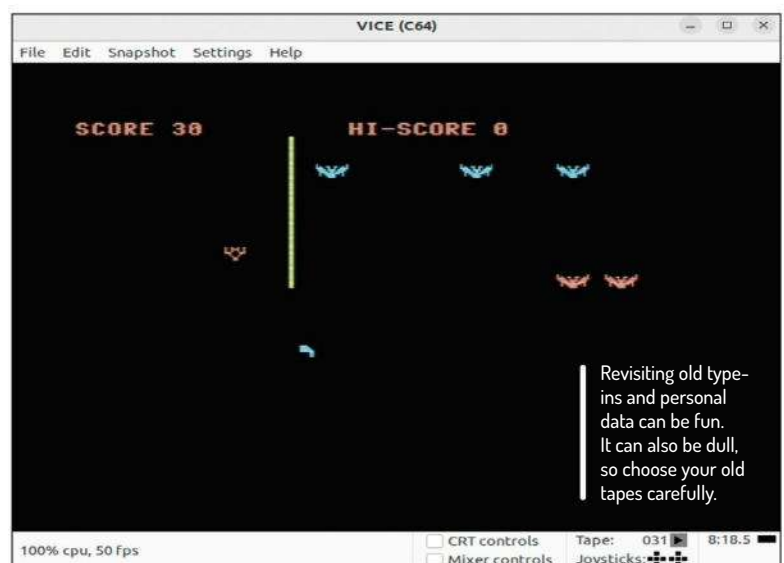 VICE (C64)
File Edit Snapshot Settings Help
SCORE 30 HI-SCORE 0
Revisiting old type-
ins and personal
data can be fun.
It can also be dull,
so choose your old
tapes carefully.
100% cpu, 50 fps
CRT controls Tape: 031 8:18.5
Mixer controls Joysticks: